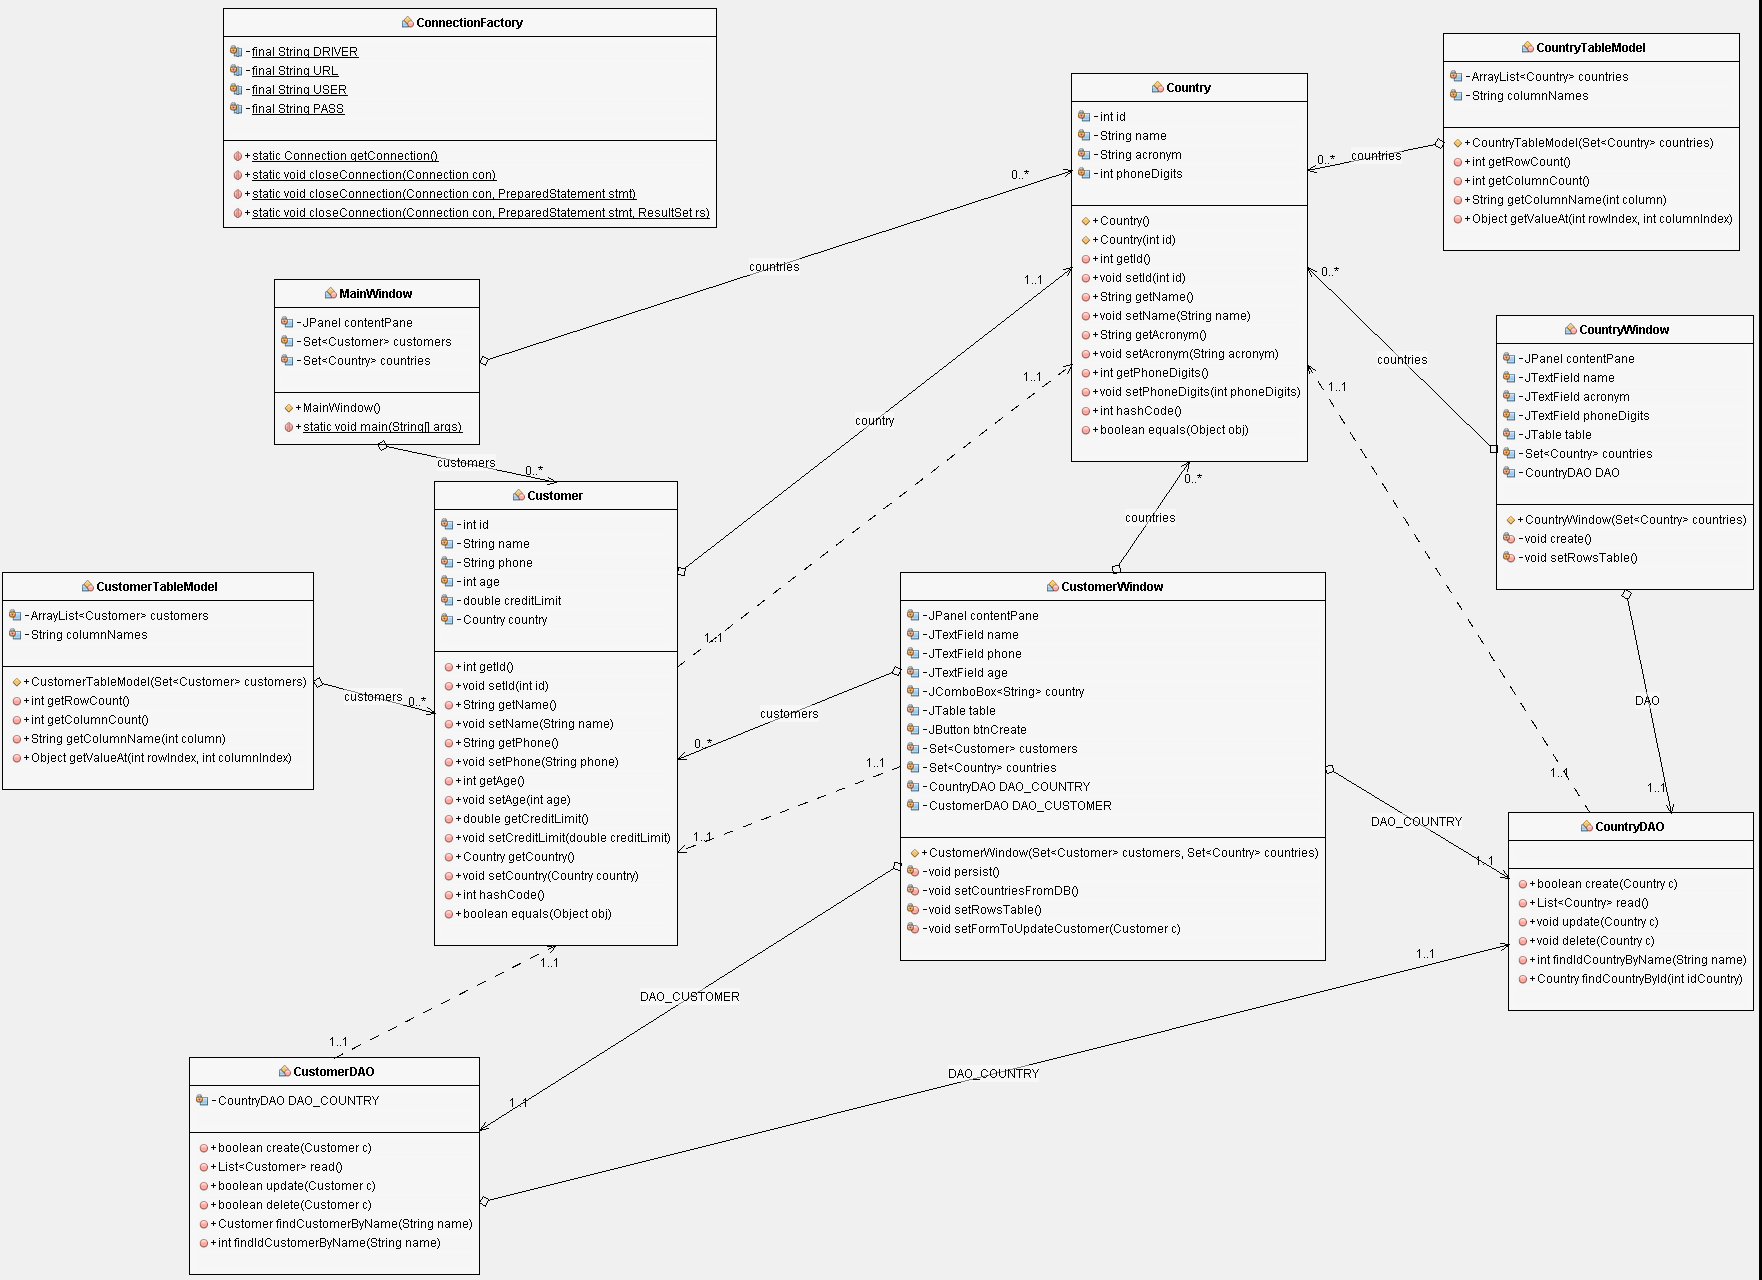 ConnectionFactory
-final String DRIVER
-final String URL
-final String USER
-final String PASS
+static Connection getConnection()
+static void closeConnection(Connection con)
+static void closeConnection(Connection con, PreparedStatement stmt)
+static void closeConnection(Connection con, PreparedStatement stmt, ResultSet rs)
Country
-int id
-String name
-String acronym
-int phoneDigits
+Country()
+Country(int id)
+int getId()
+void setId(int id)
+String getName()
+void setName(String name)
+String getAcronym()
+void setAcronym(String acronym)
+int getPhoneDigits()
+void setPhoneDigits(int phoneDigits)
+int hashCode()
+boolean equals(Object obj)
CountryTableModel
-ArrayList<Country> countries
-String columnNames
+CountryTableModel(Set<Country> countries)
+int getRowCount()
+int getColumnCount()
+String getColumnName(int column)
+Object getValueAt(int rowIndex, int columnIndex)
0..* countries
0..*
countries
1..1
country
1..1
1..1
0..*
countries
1..1
1..1
0..*
countries
MainWindow
-JPanel contentPane
-Set<Customer> customers
-Set<Country> countries
+MainWindow()
+static void main(String[] args)
customers
0..*
CountryWindow
-JPanel contentPane
-JTextField name
-JTextField acronym
-JTextField phoneDigits
-JTable table
-Set<Country> countries
-CountryDAO DAO
+CountryWindow(Set<Country> countries)
-void create()
-void setRowsTable()
DAO
1..1
Customer
-int id
-String name
-String phone
-int age
-double creditLimit
-Country country
+int getId()
+void setId(int id)
+String getName()
+void setName(String name)
+String getPhone()
+void setPhone(String phone)
+int getAge()
+void setAge(int age)
+double getCreditLimit()
+void setCreditLimit(double creditLimit)
+Country getCountry()
+void setCountry(Country country)
+int hashCode()
+boolean equals(Object obj)
CustomerTableModel
-ArrayList<Customer> customers
-String columnNames
+CustomerTableModel(Set<Customer> customers)
+int getRowCount()
+int getColumnCount()
+String getColumnName(int column)
+Object getValueAt(int rowIndex, int columnIndex)
customers 0..*
CustomerWindow
-JPanel contentPane
-JTextField name
-JTextField phone
-JTextField age
-JComboBox<String> country
-JTable table
-JButton btnCreate
-Set<Customer> customers
-Set<Country> countries
-CountryDAO DAO_COUNTRY
-CustomerDAO DAO_CUSTOMER
+CustomerWindow(Set<Customer> customers, Set<Country> countries)
-void persist()
-void setCountriesFromDB()
-void setRowsTable()
-void setFormToUpdateCustomer(Customer c)
customers
0..*
1..1
1..1
DAO_COUNTRY
1..1
CountryDAO
+boolean create(Country c)
+List<Country> read()
+void update(Country c)
+void delete(Country c)
+int findIdCountryByName(String name)
+Country findCountryById(int idCountry)
1..1
DAO_COUNTRY
DAO_CUSTOMER
1..1
1..1
1..1
CustomerDAO
-CountryDAO DAO_COUNTRY
+boolean create(Customer c)
+List<Customer> read()
+boolean update(Customer c)
+boolean delete(Customer c)
+Customer findCustomerByName(String name)
+int findIdCustomerByName(String name)